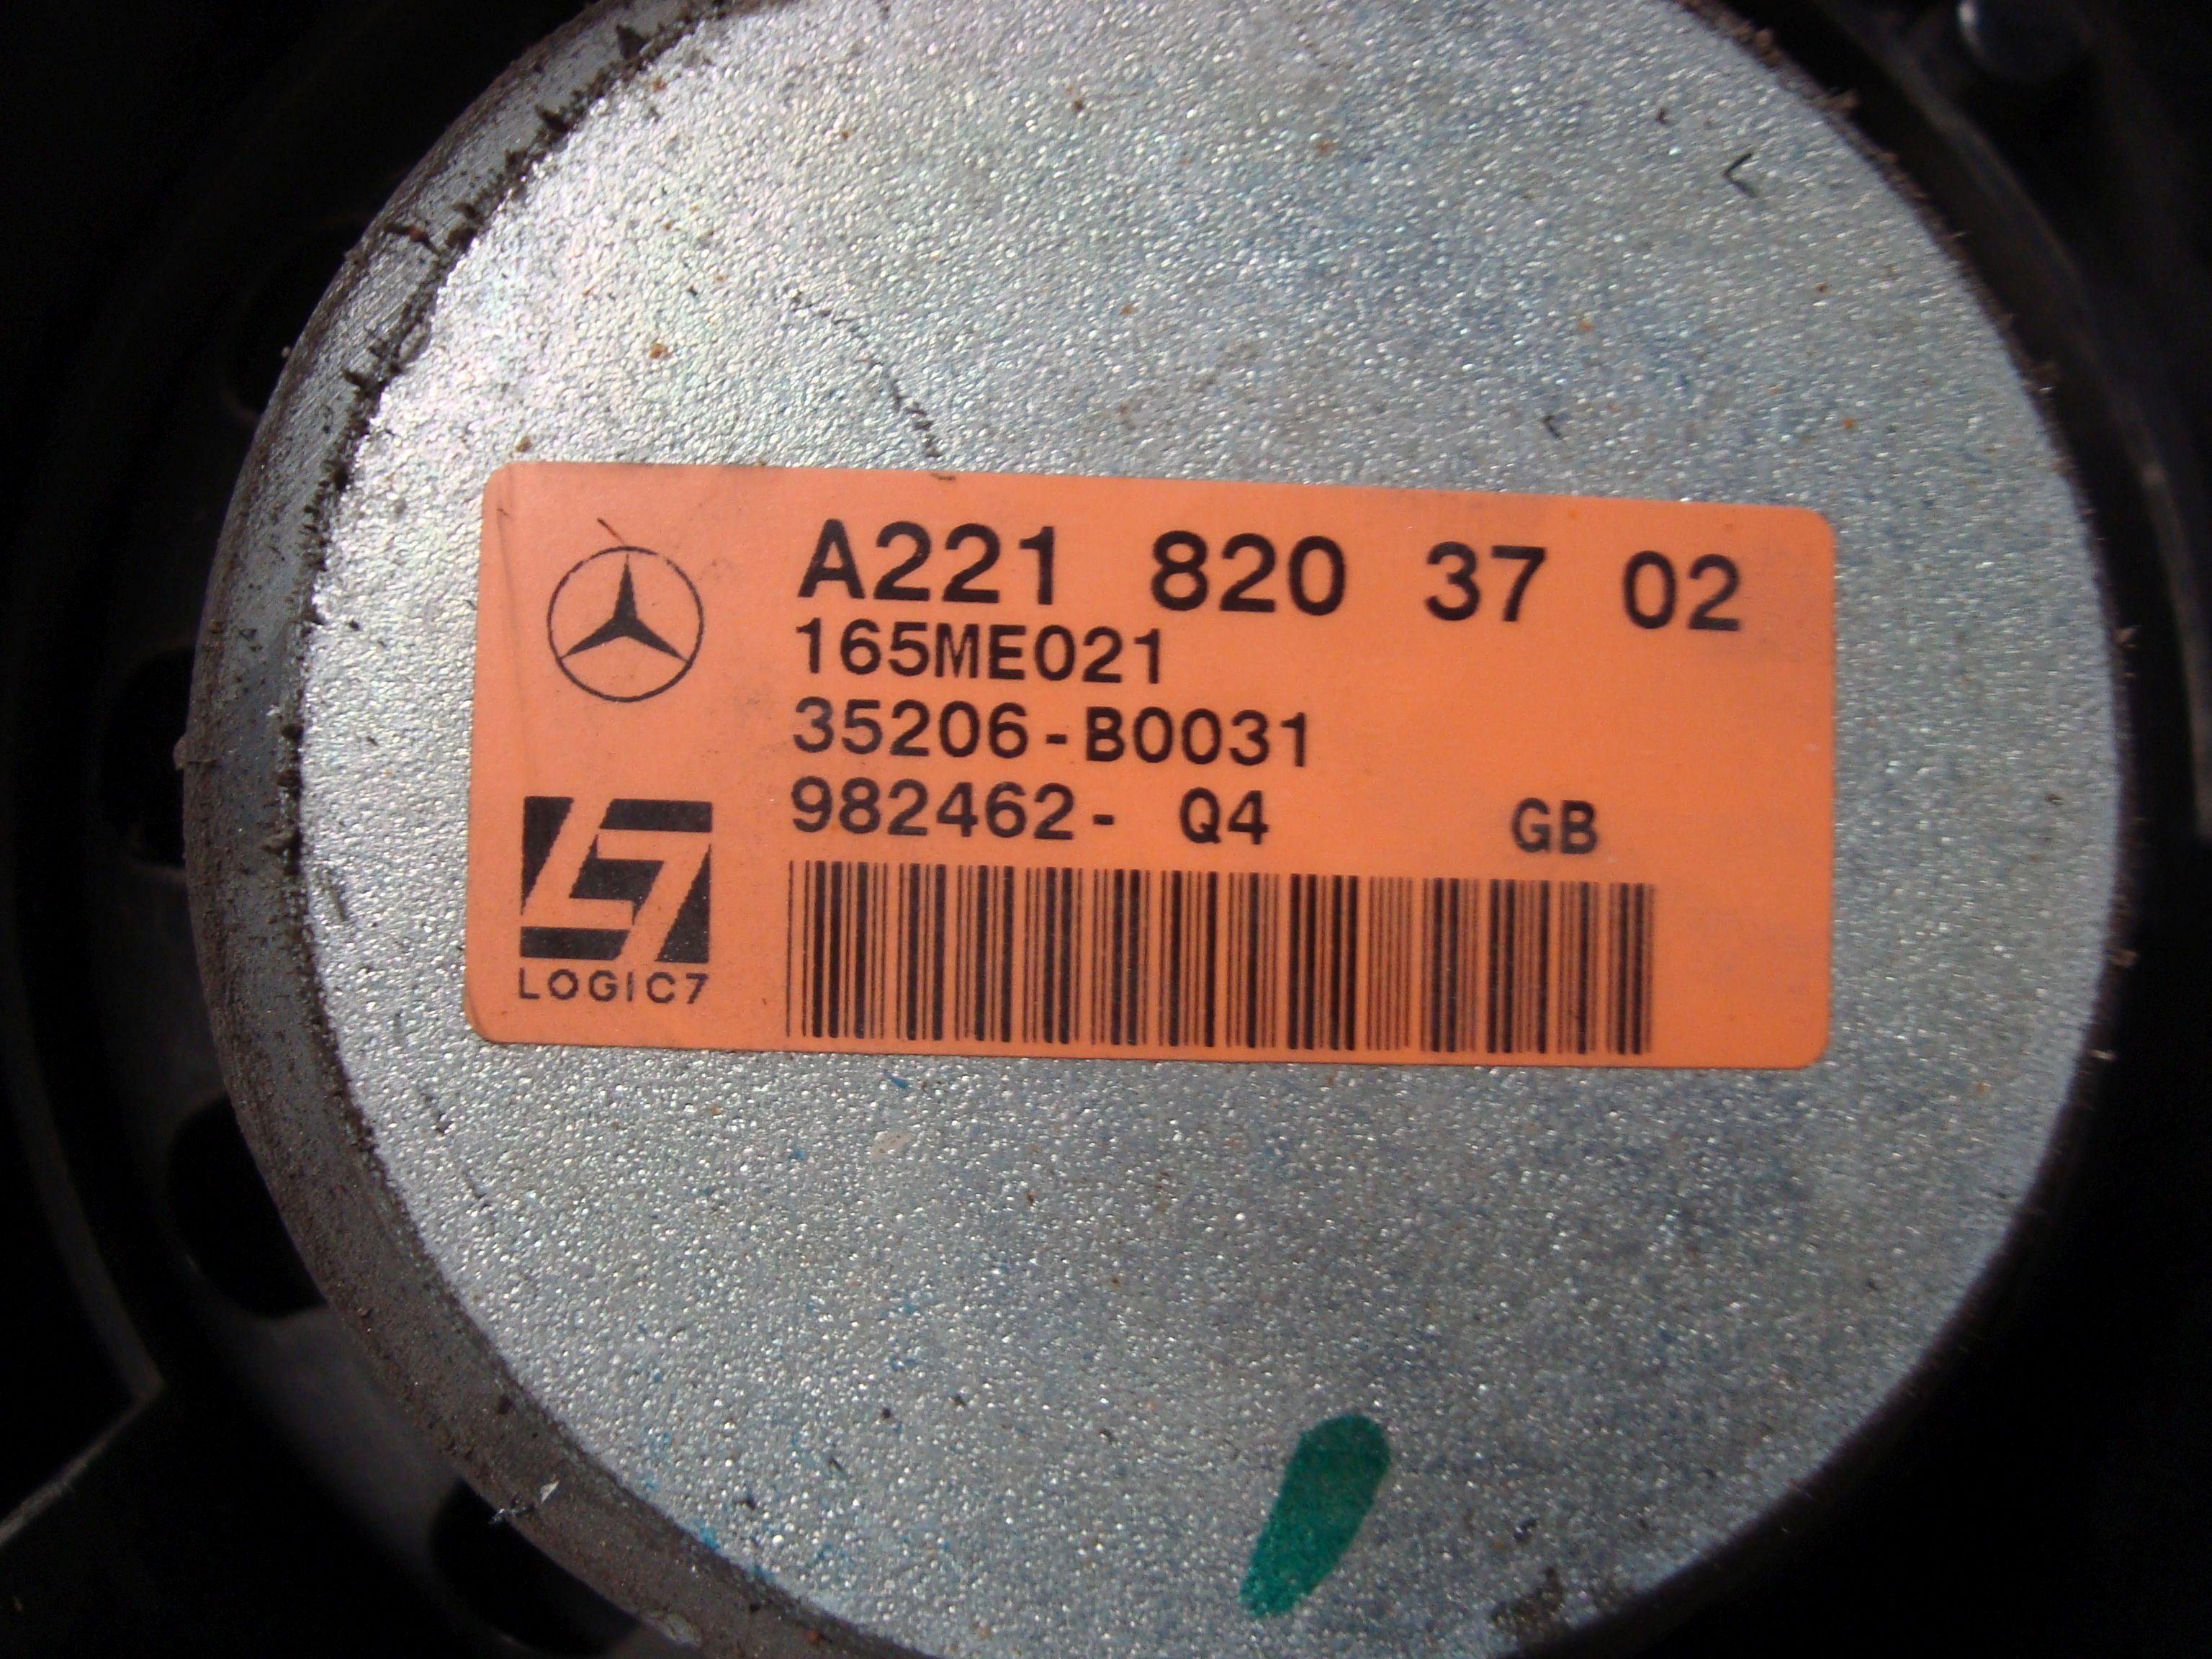 A221 820 37 02
165ME021
35206-B0031
982462- Q4 GB
LOGIC7